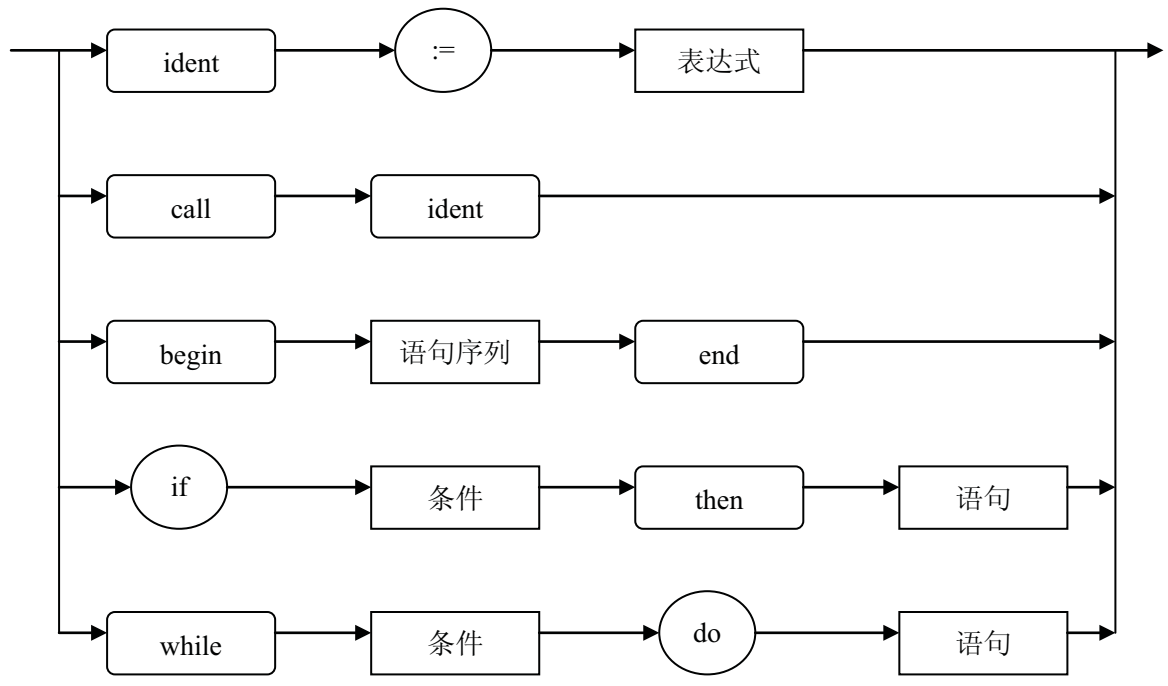 ident := 表达式
call ident
begin 语句序列 end
if 条件 then 语句
while 条件 do 语句